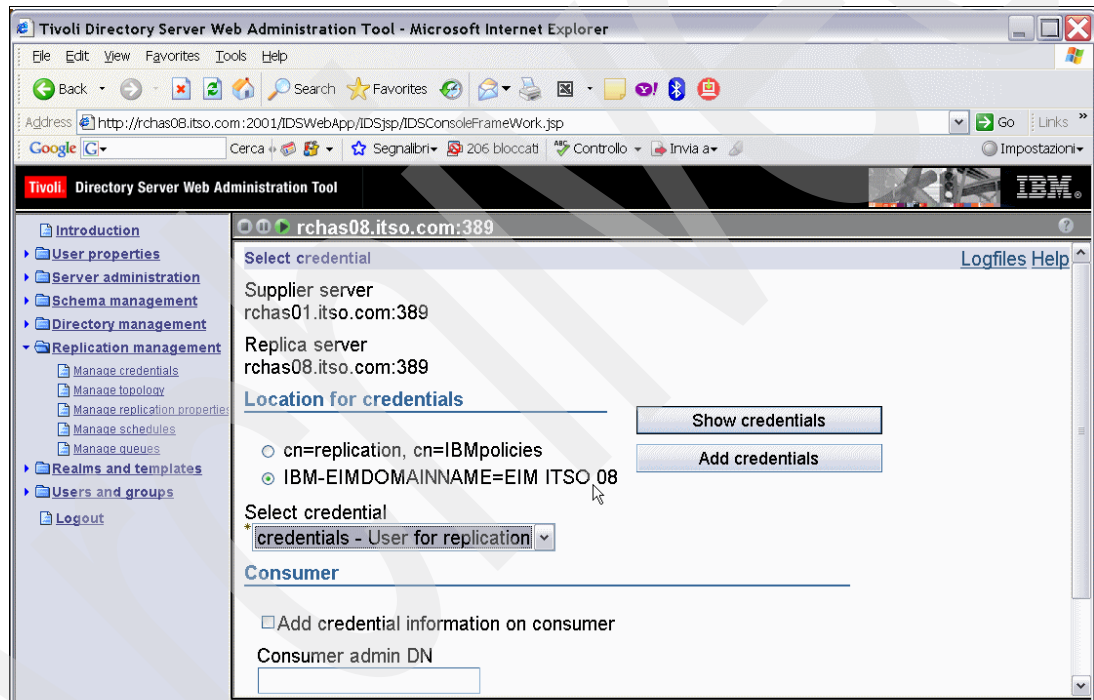 Tivoli Directory Server Web Administration Tool - Microsoft Internet Explorer
File Edit View Favorites Tools Help
Back Search Favorites
Address http://rchas08.itso.com:2001/IDSWebApp/IDSjsp/IDSConsoleFrameWork.jsp Go Links »
Google G Cerca Segnalibri 206 bloccati ABC Controllo Invia a Impostazioni
Tivoli. Directory Server Web Administration Tool IBM®
rchas08.itso.com:389 ?
Introduction
User properties
Server administration
Schema management
Directory management
Replication management
Manage credentials
Manage topology
Manage replication properties
Manage schedules
Manage queues
Realms and templates
Users and groups
Logout
Select credential Logfiles Help
Supplier server
rchas01.itso.com:389
Replica server
rchas08.itso.com:389
Location for credentials
Show credentials
cn=replication, cn=IBMpolicies
Add credentials
IBM-EIMDOMAINNAME=EIM ITSO 08
Select credential
* credentials - User for replication
Consumer
Add credential information on consumer
Consumer admin DN